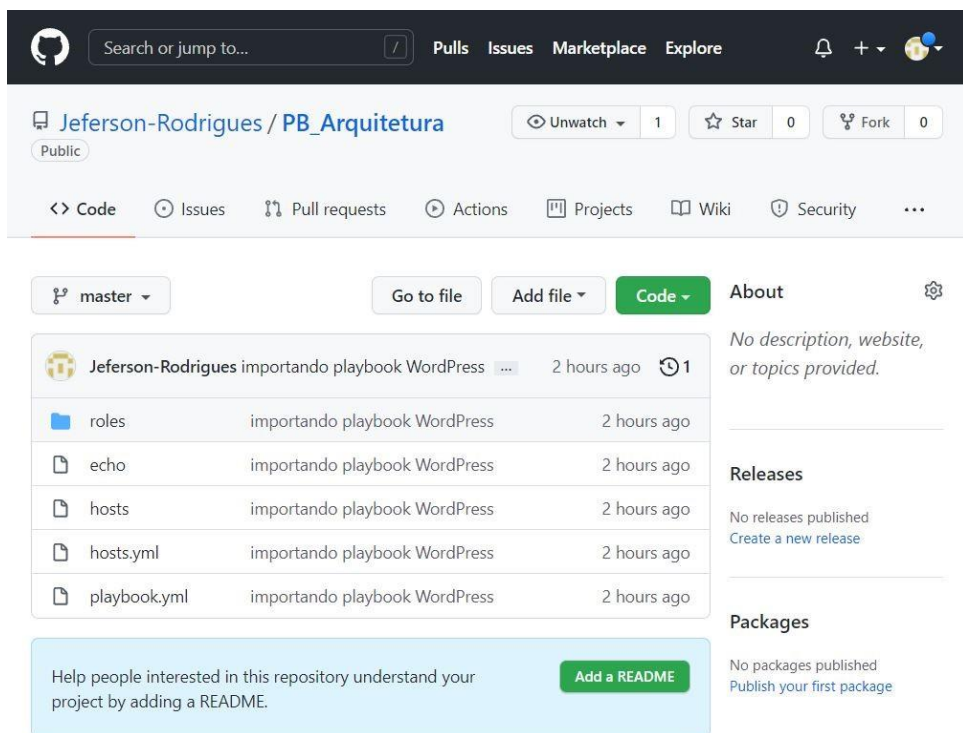 Search or jump to... / Pulls Issues Marketplace Explore
Jeferson-Rodrigues / PB_Arquitetura Unwatch 1 Star 0 Fork 0
Public
<> Code Issues Pull requests Actions Projects Wiki Security ...
master Go to file Add file Code
Jeferson-Rodrigues importando playbook WordPress ... 2 hours ago 1
roles importando playbook WordPress 2 hours ago
echo importando playbook WordPress 2 hours ago
hosts importando playbook WordPress 2 hours ago
hosts.yml importando playbook WordPress 2 hours ago
playbook.yml importando playbook WordPress 2 hours ago
Help people interested in this repository understand your
project by adding a README.
Add a README
About
No description, website,
or topics provided.
Releases
No releases published
Create a new release
Packages
No packages published
Publish your first package